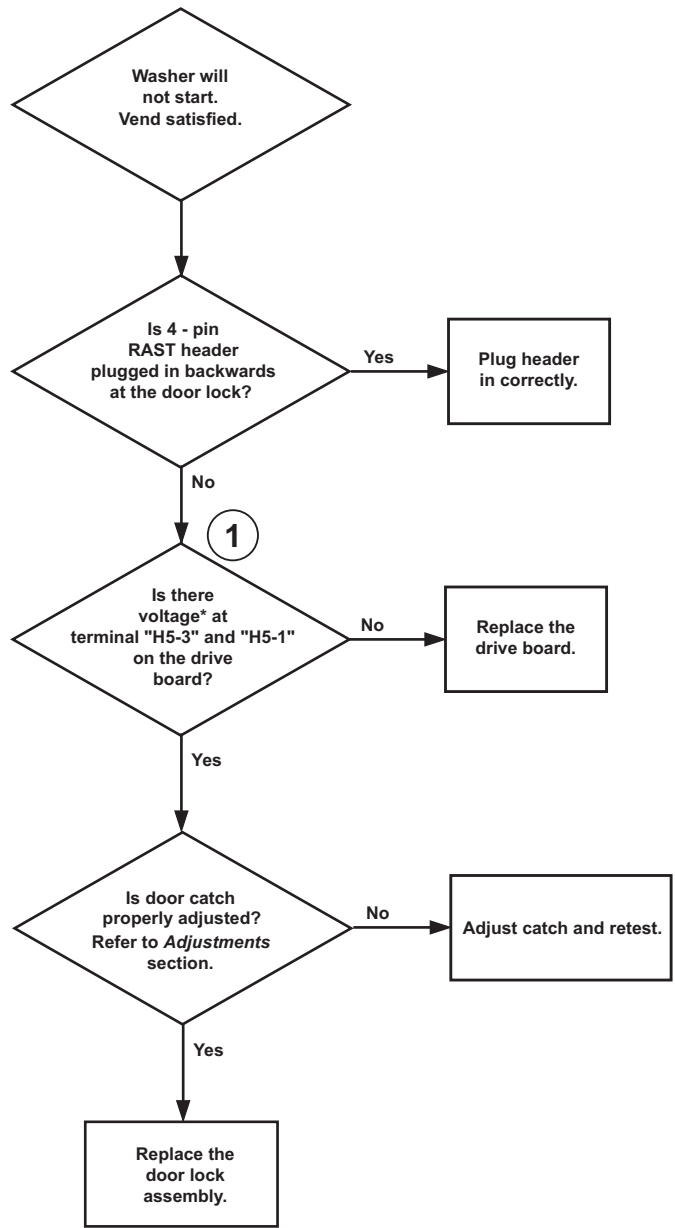 Washer will
not start.
Vend satisfied.
Is 4 - pin
RAST header
plugged in backwards
at the door lock?
Yes
Plug header
in correctly.
No
1
Is there
voltage* at
terminal "H5-3" and "H5-1"
on the drive
board?
No
Replace the
drive board.
Yes
Is door catch
properly adjusted?
Refer to Adjustments
section.
No
Adjust catch and retest.
Yes
Replace the
door lock
assembly.